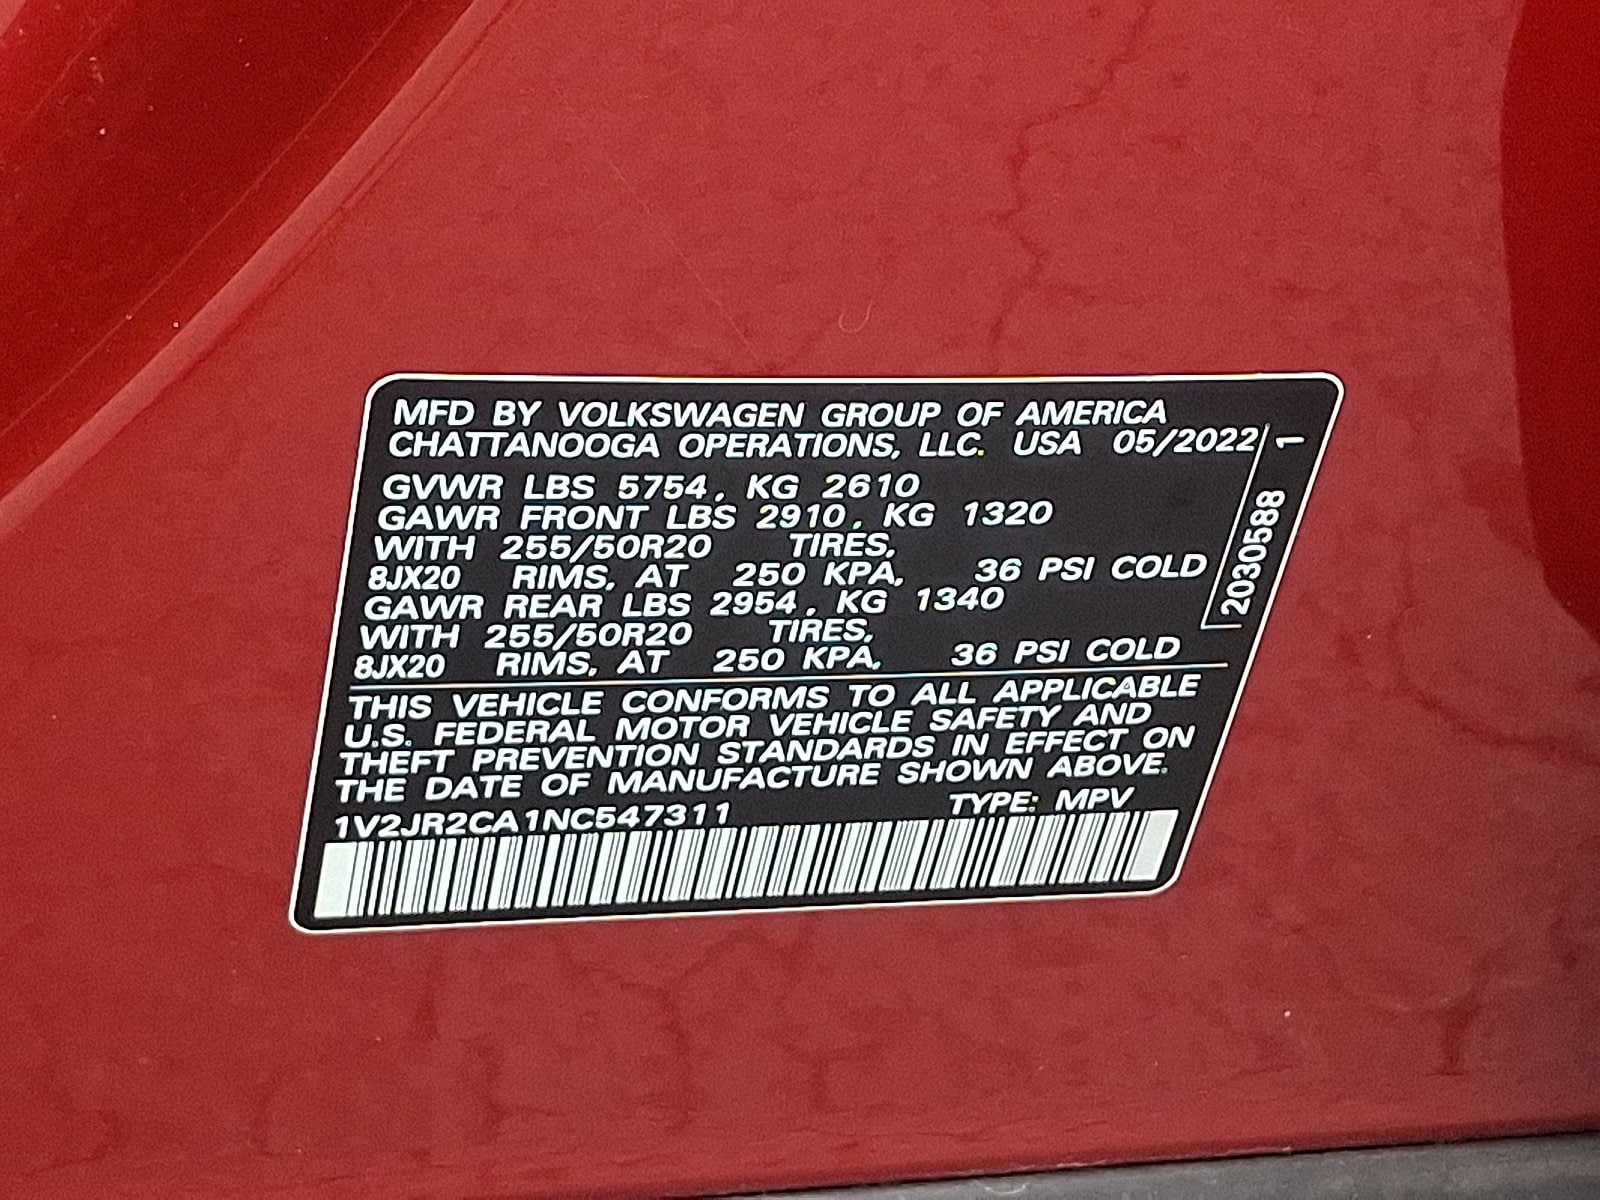 MFD BY VOLKSWAGEN GROUP OF AMERICA
CHATTANOOGA OPERATIONS, LLC. USA 05/2022
GVWR LBS 5754, KG 2610
GAWR FRONT LBS 2910, KG 1320
WITH 255/50R20 TIRES,
8JX20 RIMS, AT 250 KPA, 36 PSI COLD
GAWR REAR LBS 2954, KG 1340
WITH 255/50R20 TIRES,
8JX20 RIMS, AT 250 KPA, 36 PSI COLD
THIS VEHICLE CONFORMS TO ALL APPLICABLE
U.S. FEDERAL MOTOR VEHICLE SAFETY AND
THEFT PREVENTION STANDARDS IN EFFECT ON
THE DATE OF MANUFACTURE SHOWN ABOVE.
1V2JR2CA1NC547311 TYPE: MPV
2030588 1